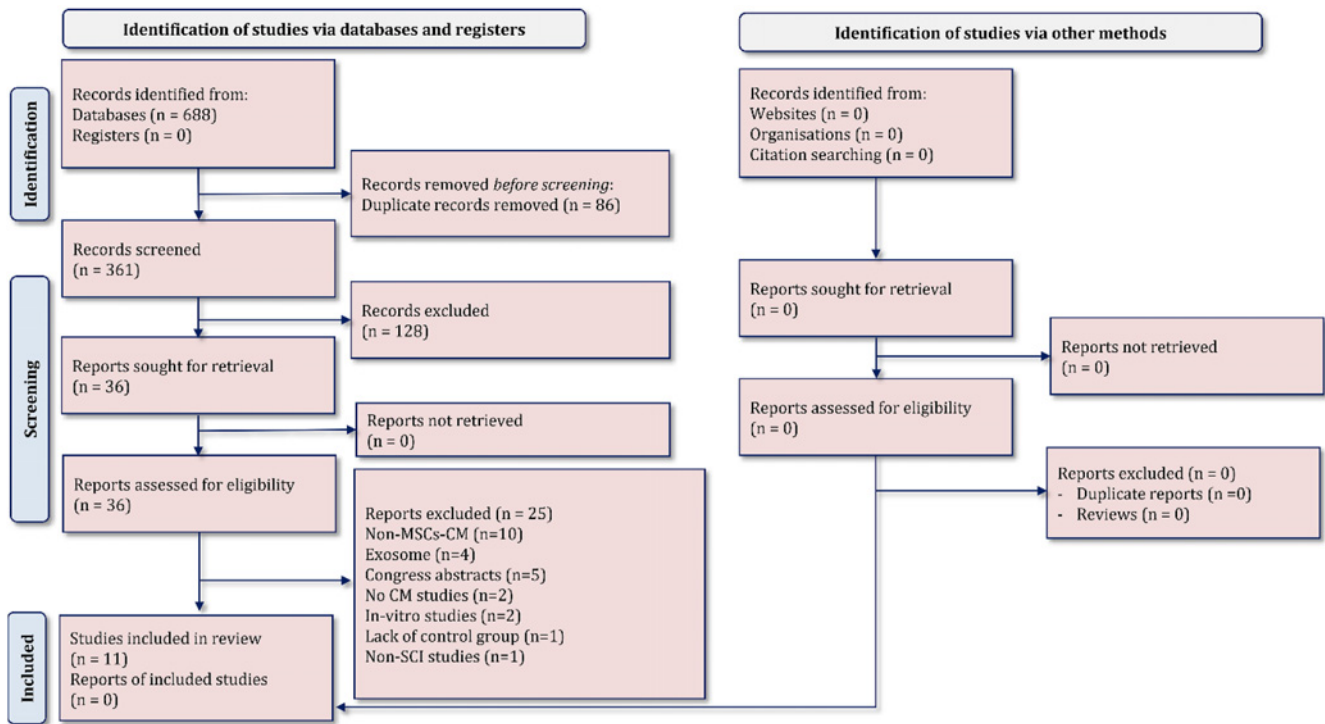 Identification of studies via databases and registers
Identification of studies via other methods
Identification
Records identified from:
Databases (n = 688)
Registers (n = 0)
Records removed before screening:
Duplicate records removed (n = 86)
Records identified from:
Websites (n = 0)
Organisations (n = 0)
Citation searching (n = 0)
Screening
Records screened
(n = 361)
Records excluded
(n = 128)
Reports sought for retrieval
(n = 36)
Reports not retrieved
(n = 0)
Reports assessed for eligibility
(n = 36)
Reports excluded (n = 25)
Non-MSCs-CM (n=10)
Exosome (n=4)
Congress abstracts (n=5)
No CM studies (n=2)
In-vitro studies (n=2)
Lack of control group (n=1)
Non-SCI studies (n=1)
Reports sought for retrieval
(n = 0)
Reports not retrieved
(n = 0)
Reports assessed for eligibility
(n = 0)
Reports excluded (n = 0)
- Duplicate reports (n =0)
- Reviews (n = 0)
Included
Studies included in review
(n = 11)
Reports of included studies
(n = 0)